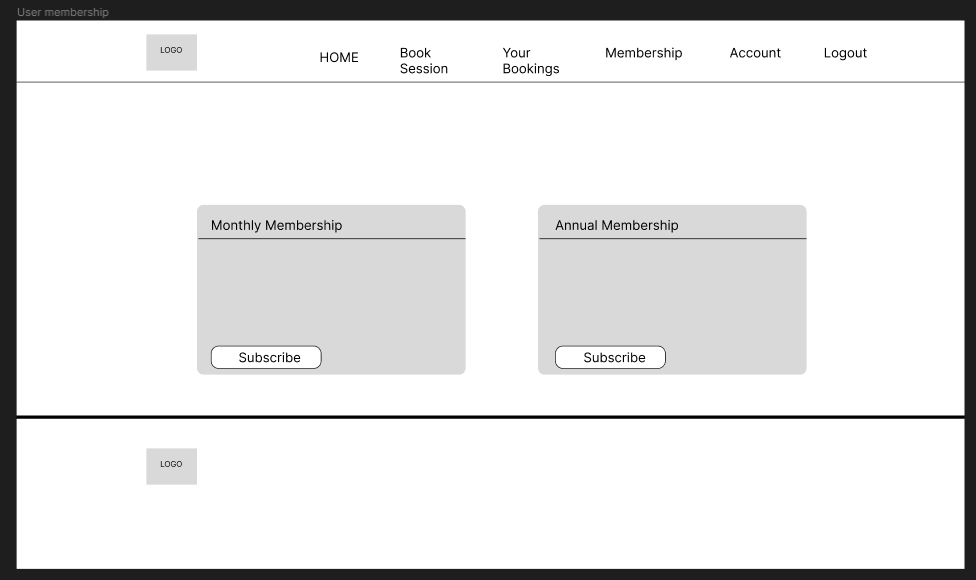 User membership
LOGO
HOME
Book
Session
Your
Bookings
Membership
Account
Logout
Monthly Membership
Subscribe
Annual Membership
Subscribe
LOGO